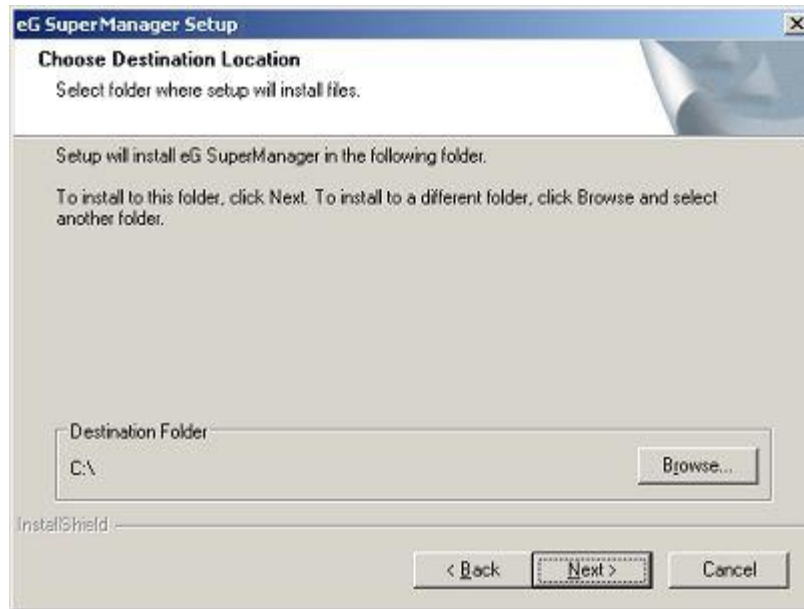 eG SuperManager Setup
Choose Destination Location
Select folder where setup will install files.
Setup will install eG SuperManager in the following folder.
To install to this folder, click Next. To install to a different folder, click Browse and select
another folder.
Destination Folder
C:\
Browse...
InstallShield
< Back
Next >
Cancel